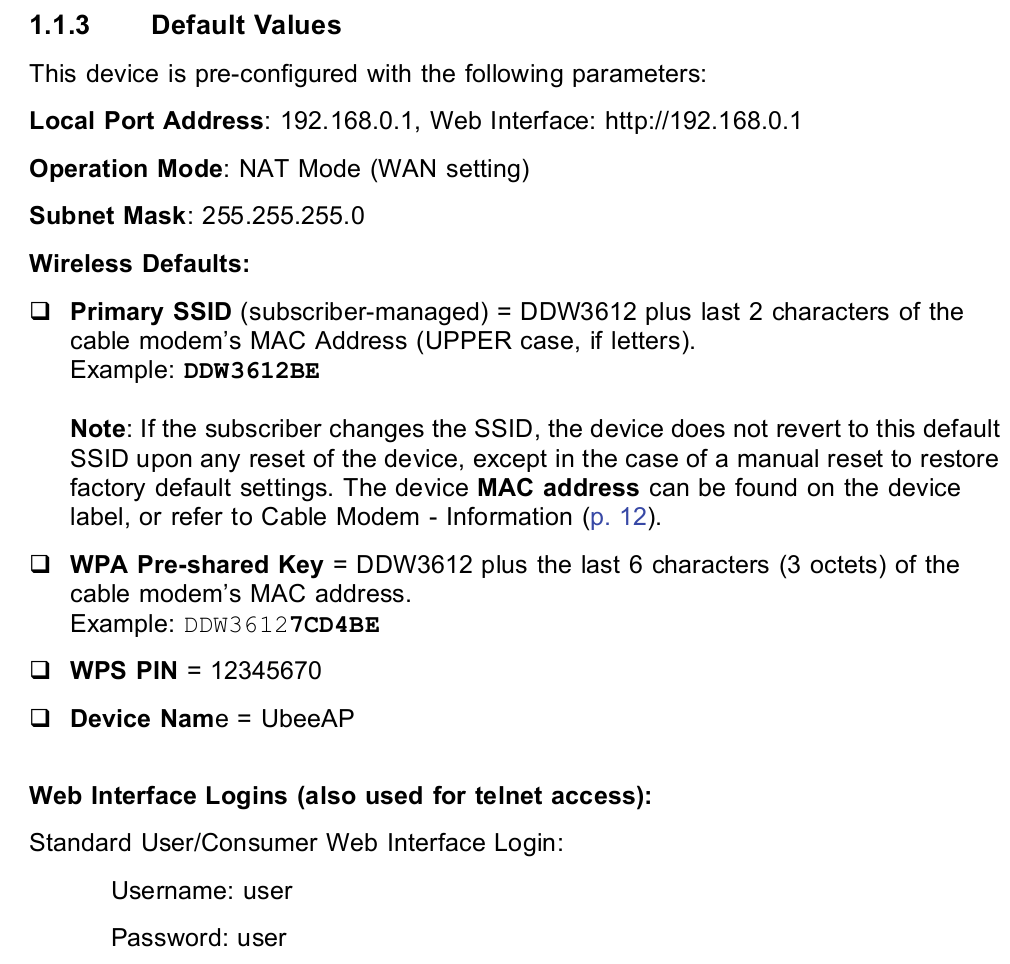 1.1.3 Default Values
This device is pre-configured with the following parameters:
Local Port Address: 192.168.0.1, Web Interface: http://192.168.0.1
Operation Mode: NAT Mode (WAN setting)
Subnet Mask: 255.255.255.0
Wireless Defaults:
❑ Primary SSID (subscriber-managed) = DDW3612 plus last 2 characters of the
cable modem's MAC Address (UPPER case, if letters).
Example: DDW3612BE
Note: If the subscriber changes the SSID, the device does not revert to this default
SSID upon any reset of the device, except in the case of a manual reset to restore
factory default settings. The device MAC address can be found on the device
label, or refer to Cable Modem - Information (p. 12).
❑ WPA Pre-shared Key = DDW3612 plus the last 6 characters (3 octets) of the
cable modem's MAC address.
Example: DDW36127CD4BE
❑ WPS PIN = 12345670
❑ Device Name = UbeeAP
Web Interface Logins (also used for telnet access):
Standard User/Consumer Web Interface Login:
Username: user
Password: user